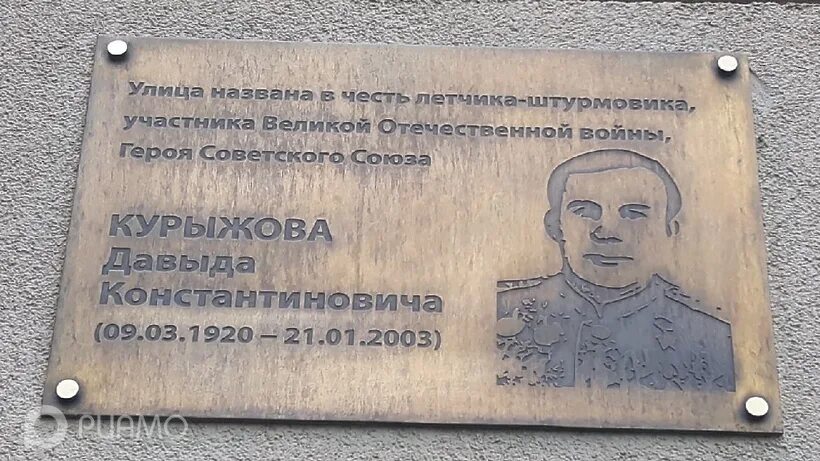 Улица названа в честь летчика-штурмовика,
участника Великой Отечественной войны,
Героя Советского Союза
КУРЫЖОВА
Давыда
Константиновича
(09.03.1920 – 21.01.2003)
РИАМО